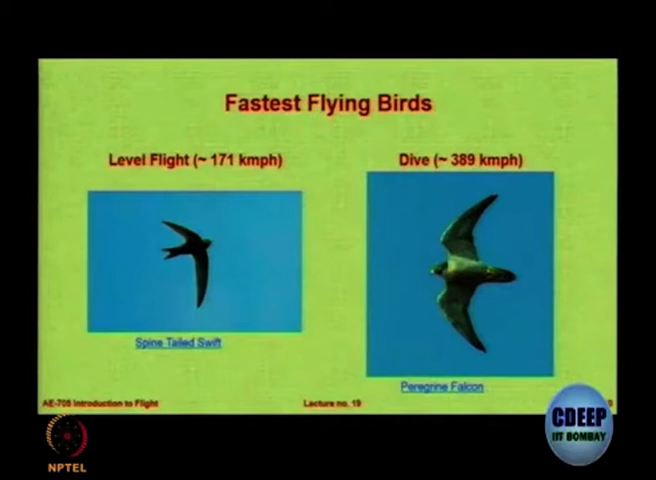 Fastest Flying Birds
Level Flight (~ 171 kmph)
Dive (~ 389 kmph)
Spine Tailed Swift
Peregrine Falcon
AE-705 Introduction to Flight
Lecture no. 19
CDEEP
IIT BOMBAY
NPTEL